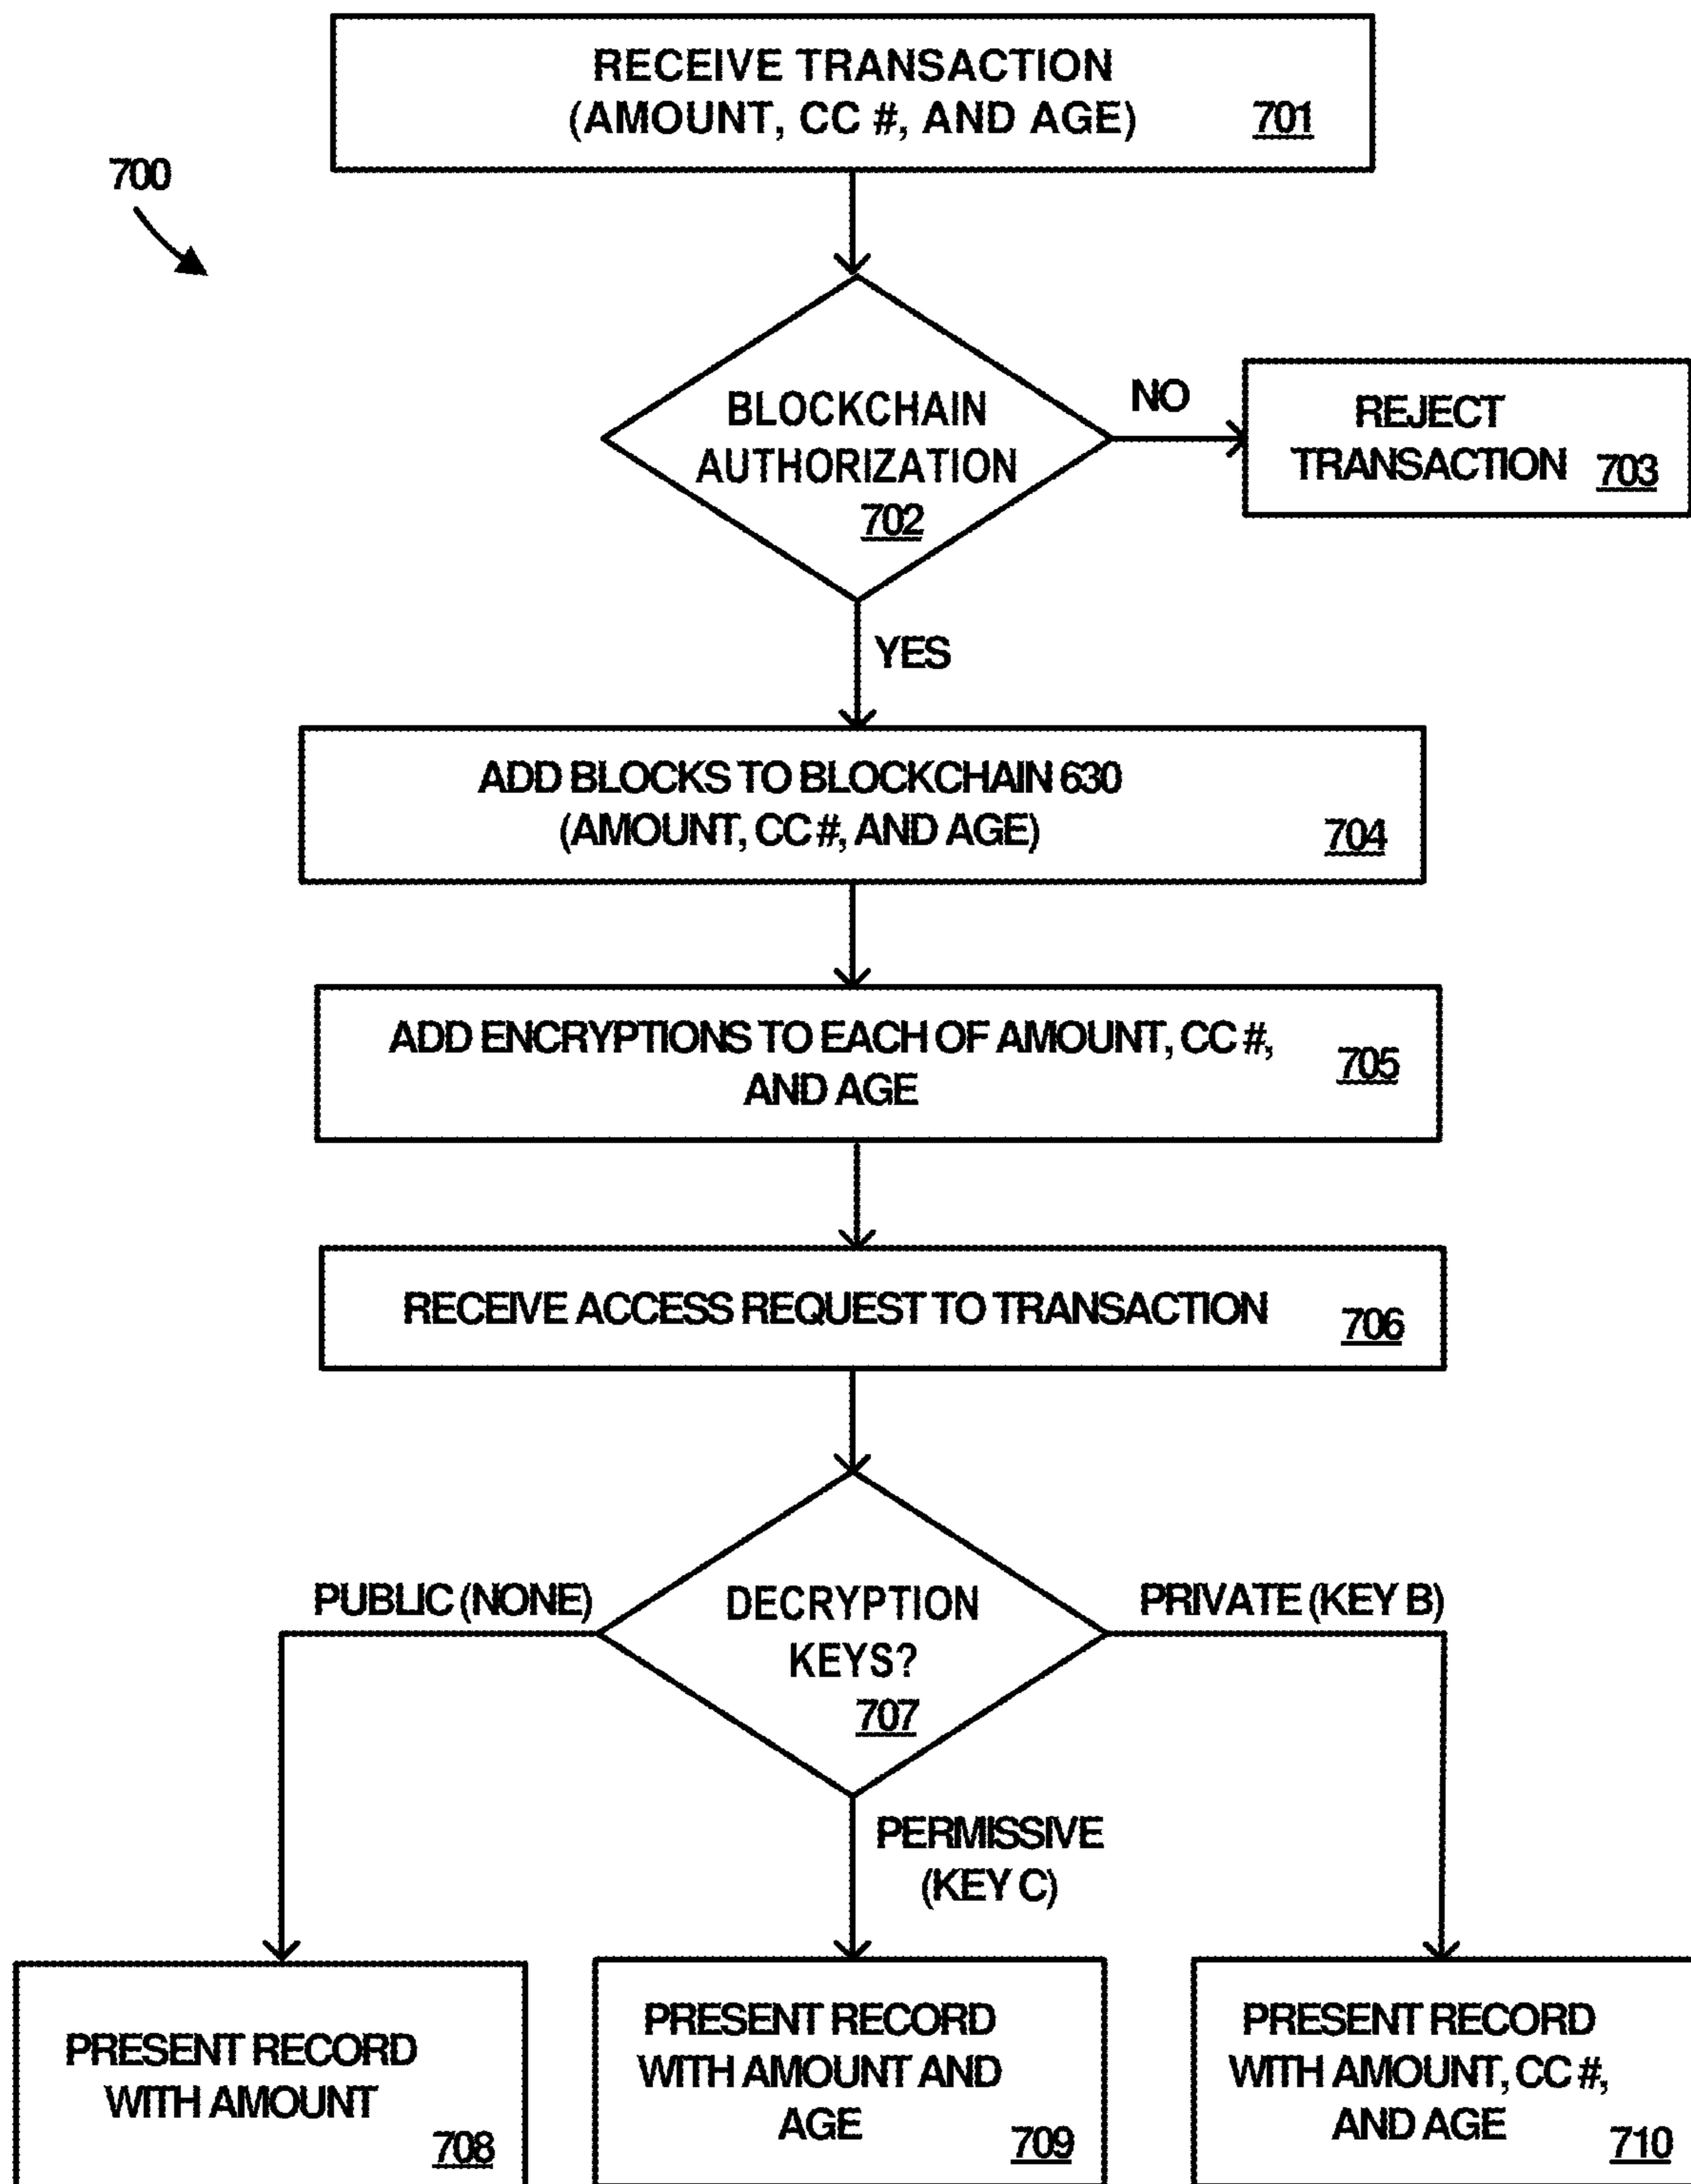 RECEIVE TRANSACTION
(AMOUNT, CC #, AND AGE) 701
700
BLOCKCHAIN
AUTHORIZATION
702
NO
REJECT
TRANSACTION 703
YES
ADD BLOCKS TO BLOCKCHAIN 630
(AMOUNT, CC #, AND AGE) 704
ADD ENCRYPTIONS TO EACH OF AMOUNT, CC #,
AND AGE 705
RECEIVE ACCESS REQUEST TO TRANSACTION 706
PUBLIC (NONE)
DECRYPTION
KEYS?
707
PRIVATE (KEY B)
PERMISSIVE
(KEY C)
PRESENT RECORD
WITH AMOUNT
708
PRESENT RECORD
WITH AMOUNT AND
AGE 709
PRESENT RECORD
WITH AMOUNT, CC #,
AND AGE 710